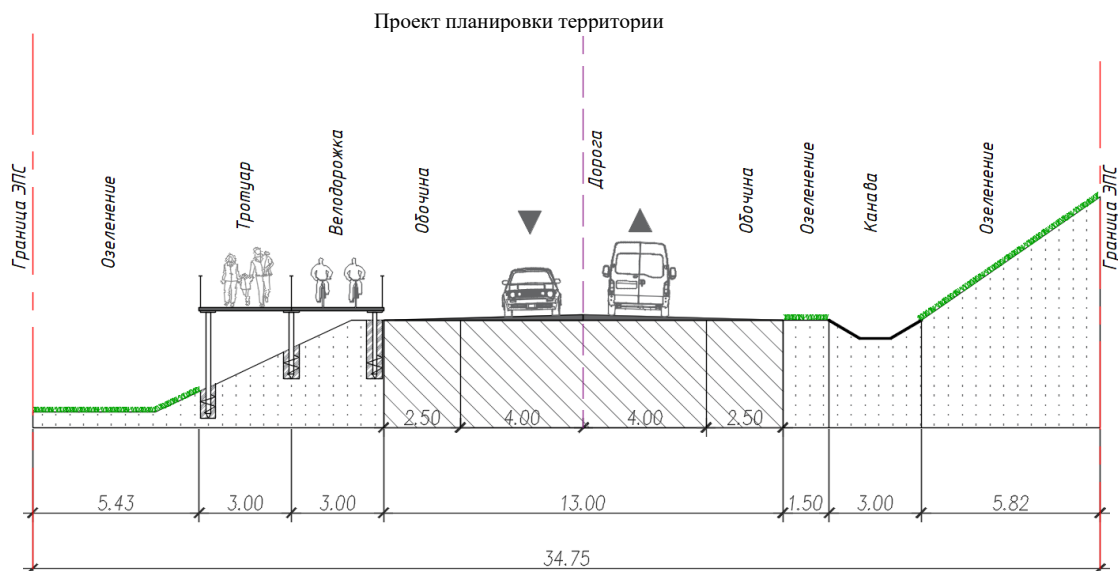 Проект планировки территории
Граница ЭПС
Озеленение
Тротуар
Велодорожка
Обочина
Дорога
Обочина
Озеленение
Канава
Озеленение
Граница ЭПС
2.50
4.00
4.00
2.50
5.43
3.00
3.00
13.00
1.50
3.00
5.82
34.75